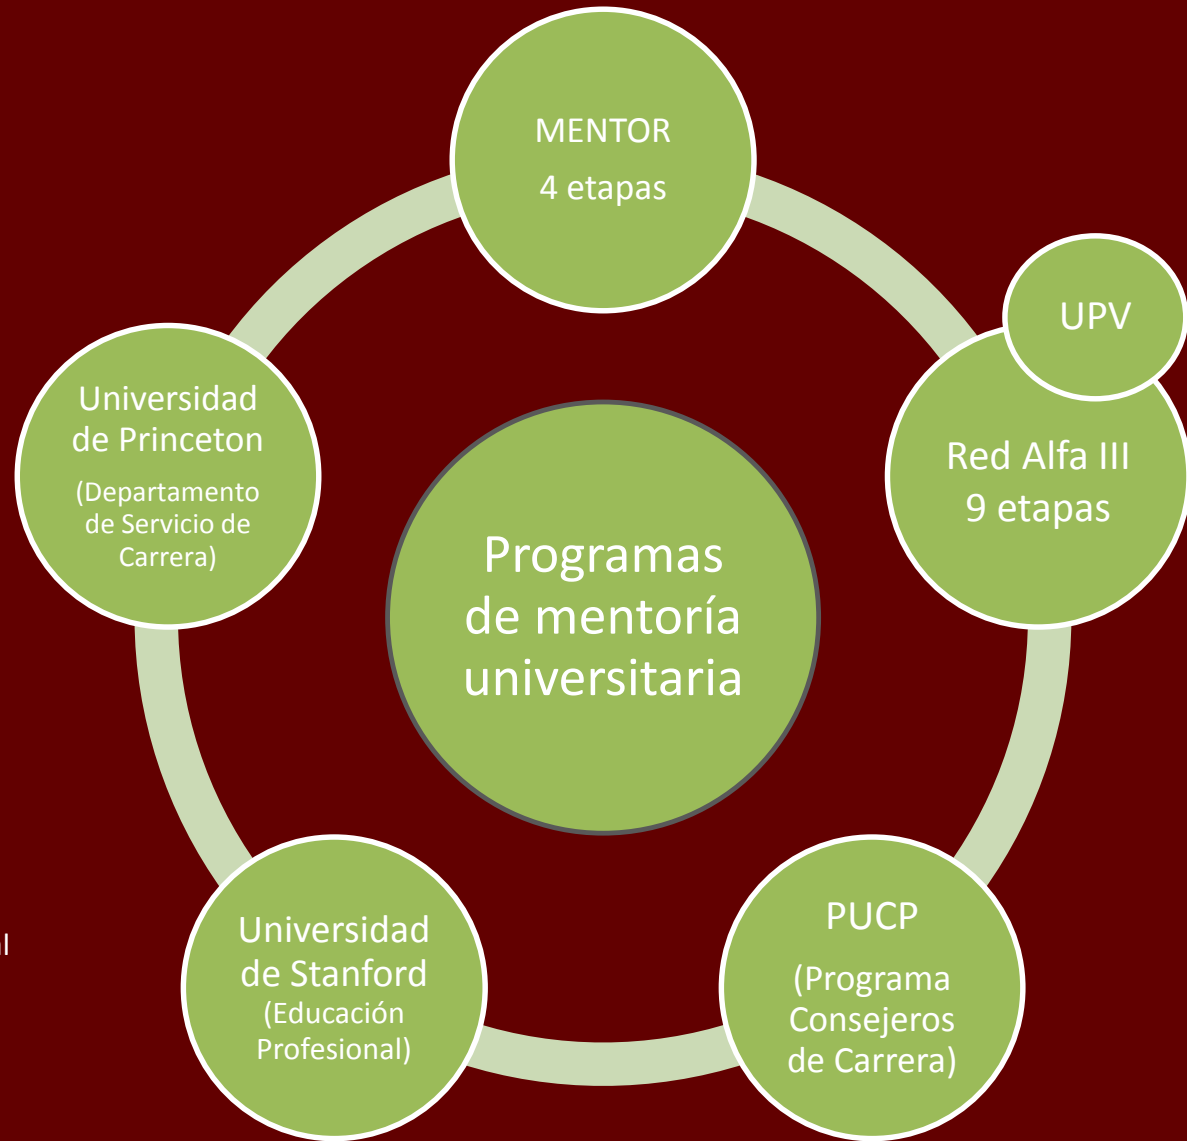 MENTOR
4 etapas
UPV
Red Alfa III
9 etapas
PUCP
(Programa
Consejeros
de Carrera)
Universidad
de Stanford
(Educación
Profesional)
Universidad
de Princeton
(Departamento
de Servicio de
Carrera)
Programas
de mentoría
universitaria